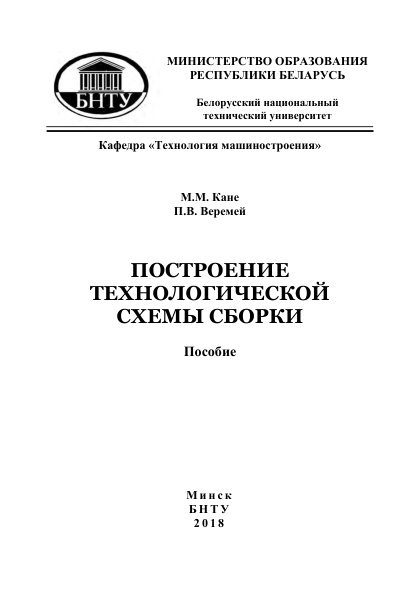 БНТУ
МИНИСТЕРСТВО ОБРАЗОВАНИЯ
РЕСПУБЛИКИ БЕЛАРУСЬ
Белорусский национальный
технический университет
Кафедра «Технология машиностроения»
М.М. Кане
П.В. Веремей
ПОСТРОЕНИЕ
ТЕХНОЛОГИЧЕСКОЙ
СХЕМЫ СБОРКИ
Пособие
Минск
БНТУ
2018